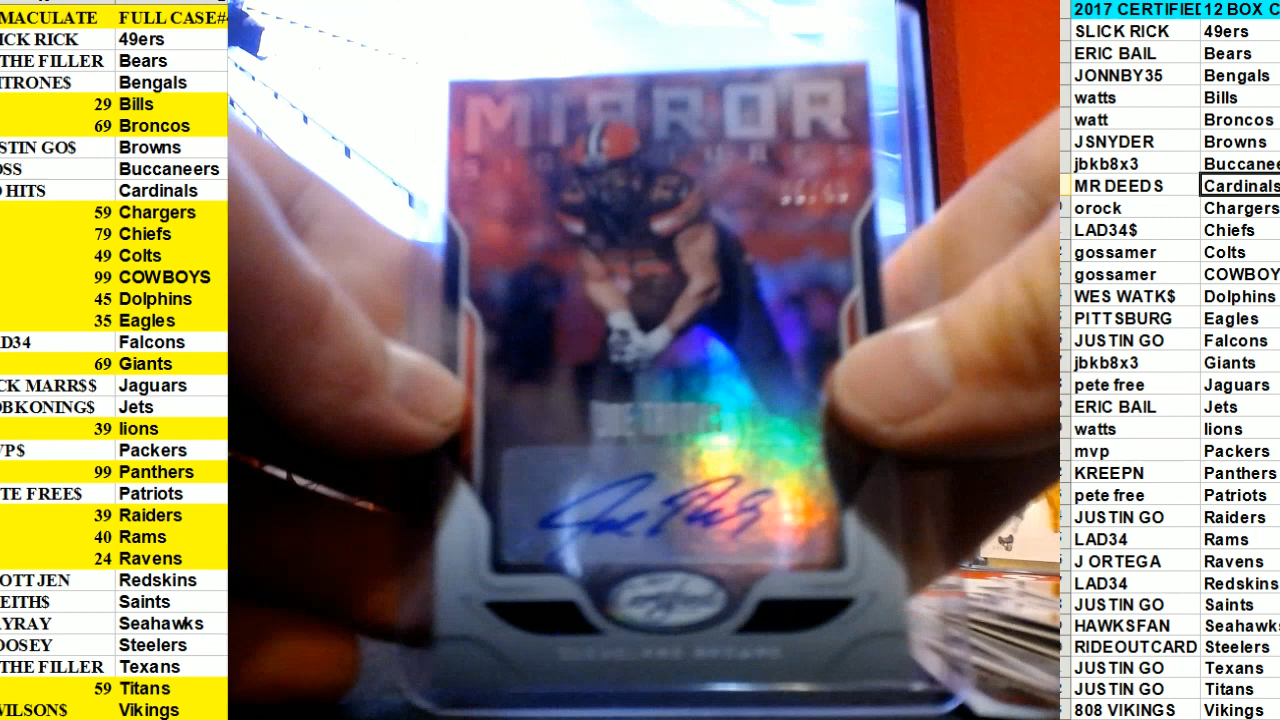 MACULATE FULL CASE#
ICK RICK 49ers
THE FILLER Bears
ITRONE$ Bengals
29 Bills
69 Broncos
STIN GO$ Browns
OSS Buccaneers
O HITS Cardinals
59 Chargers
79 Chiefs
49 Colts
99 COWBOYS
45 Dolphins
35 Eagles
D34 Falcons
69 Giants
CK MARR$$ Jaguars
OBKONING$ Jets
39 lions
VP$ Packers
99 Panthers
TE FREE$ Patriots
39 Raiders
40 Rams
24 Ravens
OTT JEN Redskins
EITH$ Saints
AYRAY Seahawks
OOSEY Steelers
THE FILLER Texans
59 Titans
WILSON$ Vikings
MIRROR
2017 CERTIFIED 12 BOX C
SLICK RICK 49ers
ERIC BAIL Bears
JONNBY35 Bengals
watts Bills
watt Broncos
JSNYDER Browns
jbkb8x3 Buccanee
MR DEEDS Cardinals
orock Chargers
LAD34$ Chiefs
gossamer Colts
gossamer COWBOY
WES WATK$ Dolphins
PITTSBURG Eagles
JUSTIN GO Falcons
jbkb8x3 Giants
pete free Jaguars
ERIC BAIL Jets
watts lions
mvp Packers
KREEPN Panthers
pete free Patriots
JUSTIN GO Raiders
LAD34 Rams
J ORTEGA Ravens
LAD34 Redskins
JUSTIN GO Saints
HAWKSFAN Seahawks
RIDEOUTCARD Steelers
JUSTIN GO Texans
JUSTIN GO Titans
808 VIKINGS Vikings